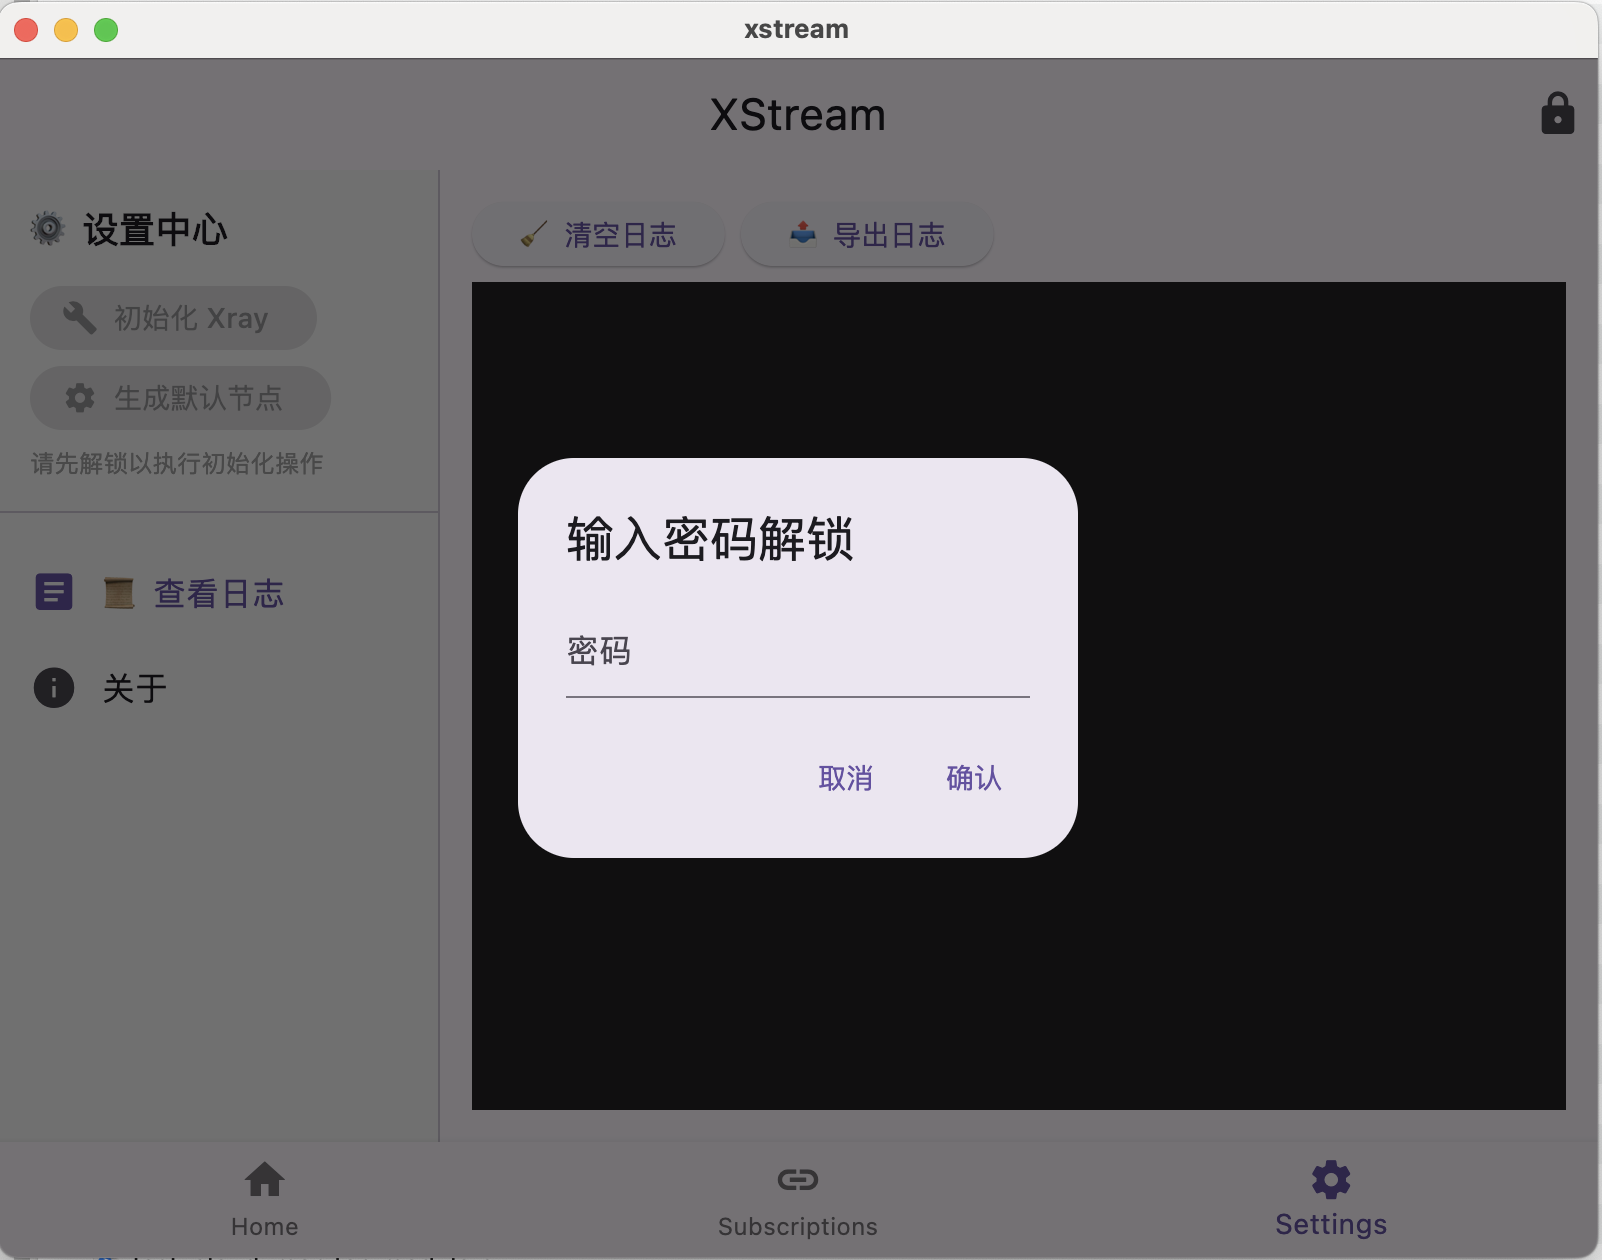 xstream
XStream
设置中心
初始化 Xray
生成默认节点
请先解锁以执行初始化操作
查看日志
关于
清空日志
导出日志
输入密码解锁
密码
取消
确认
Home
Subscriptions
Settings